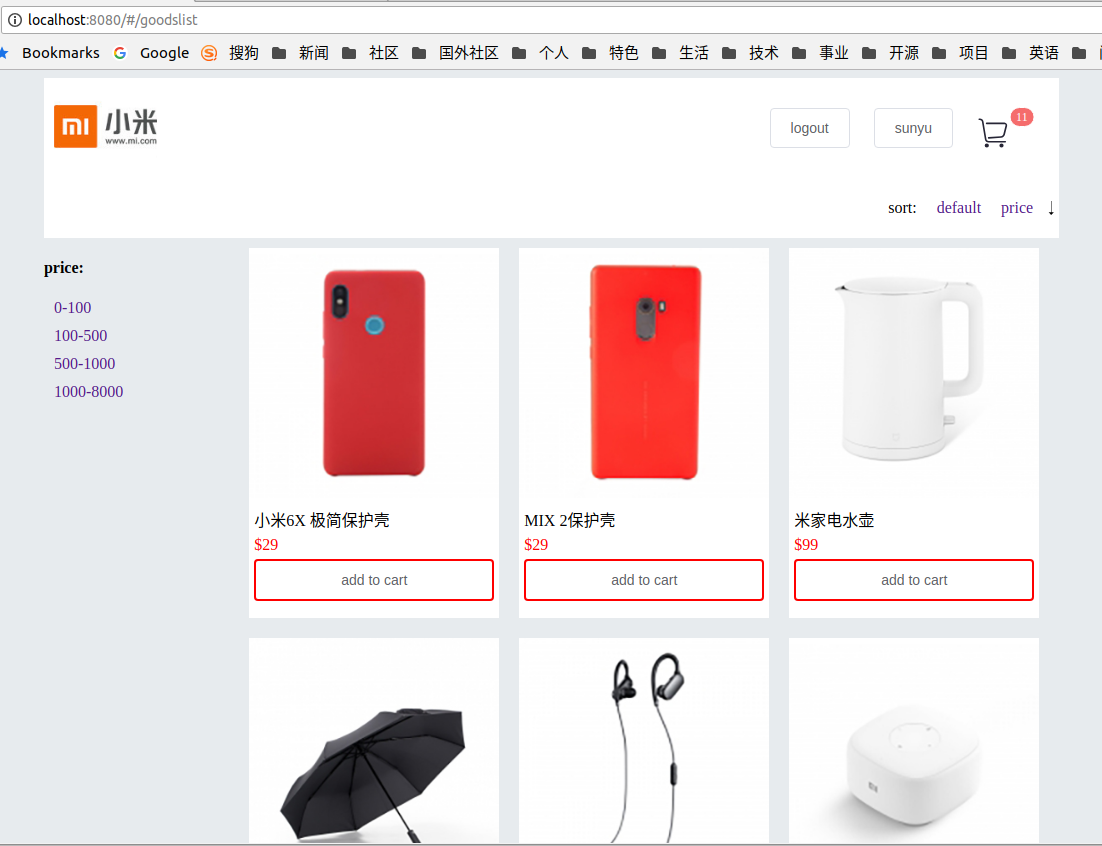 localhost:8080/#/goodslist
Bookmarks Google 搜狗 新闻 社区 国外社区 个人 特色 生活 技术 事业 开源 项目 英语
小米
www.mi.com
logout sunyu 11
sort: default price ↓
price:
0-100
100-500
500-1000
1000-8000
小米6X 极简保护壳
$29
add to cart
MIX 2保护壳
$29
add to cart
米家电水壶
$99
add to cart